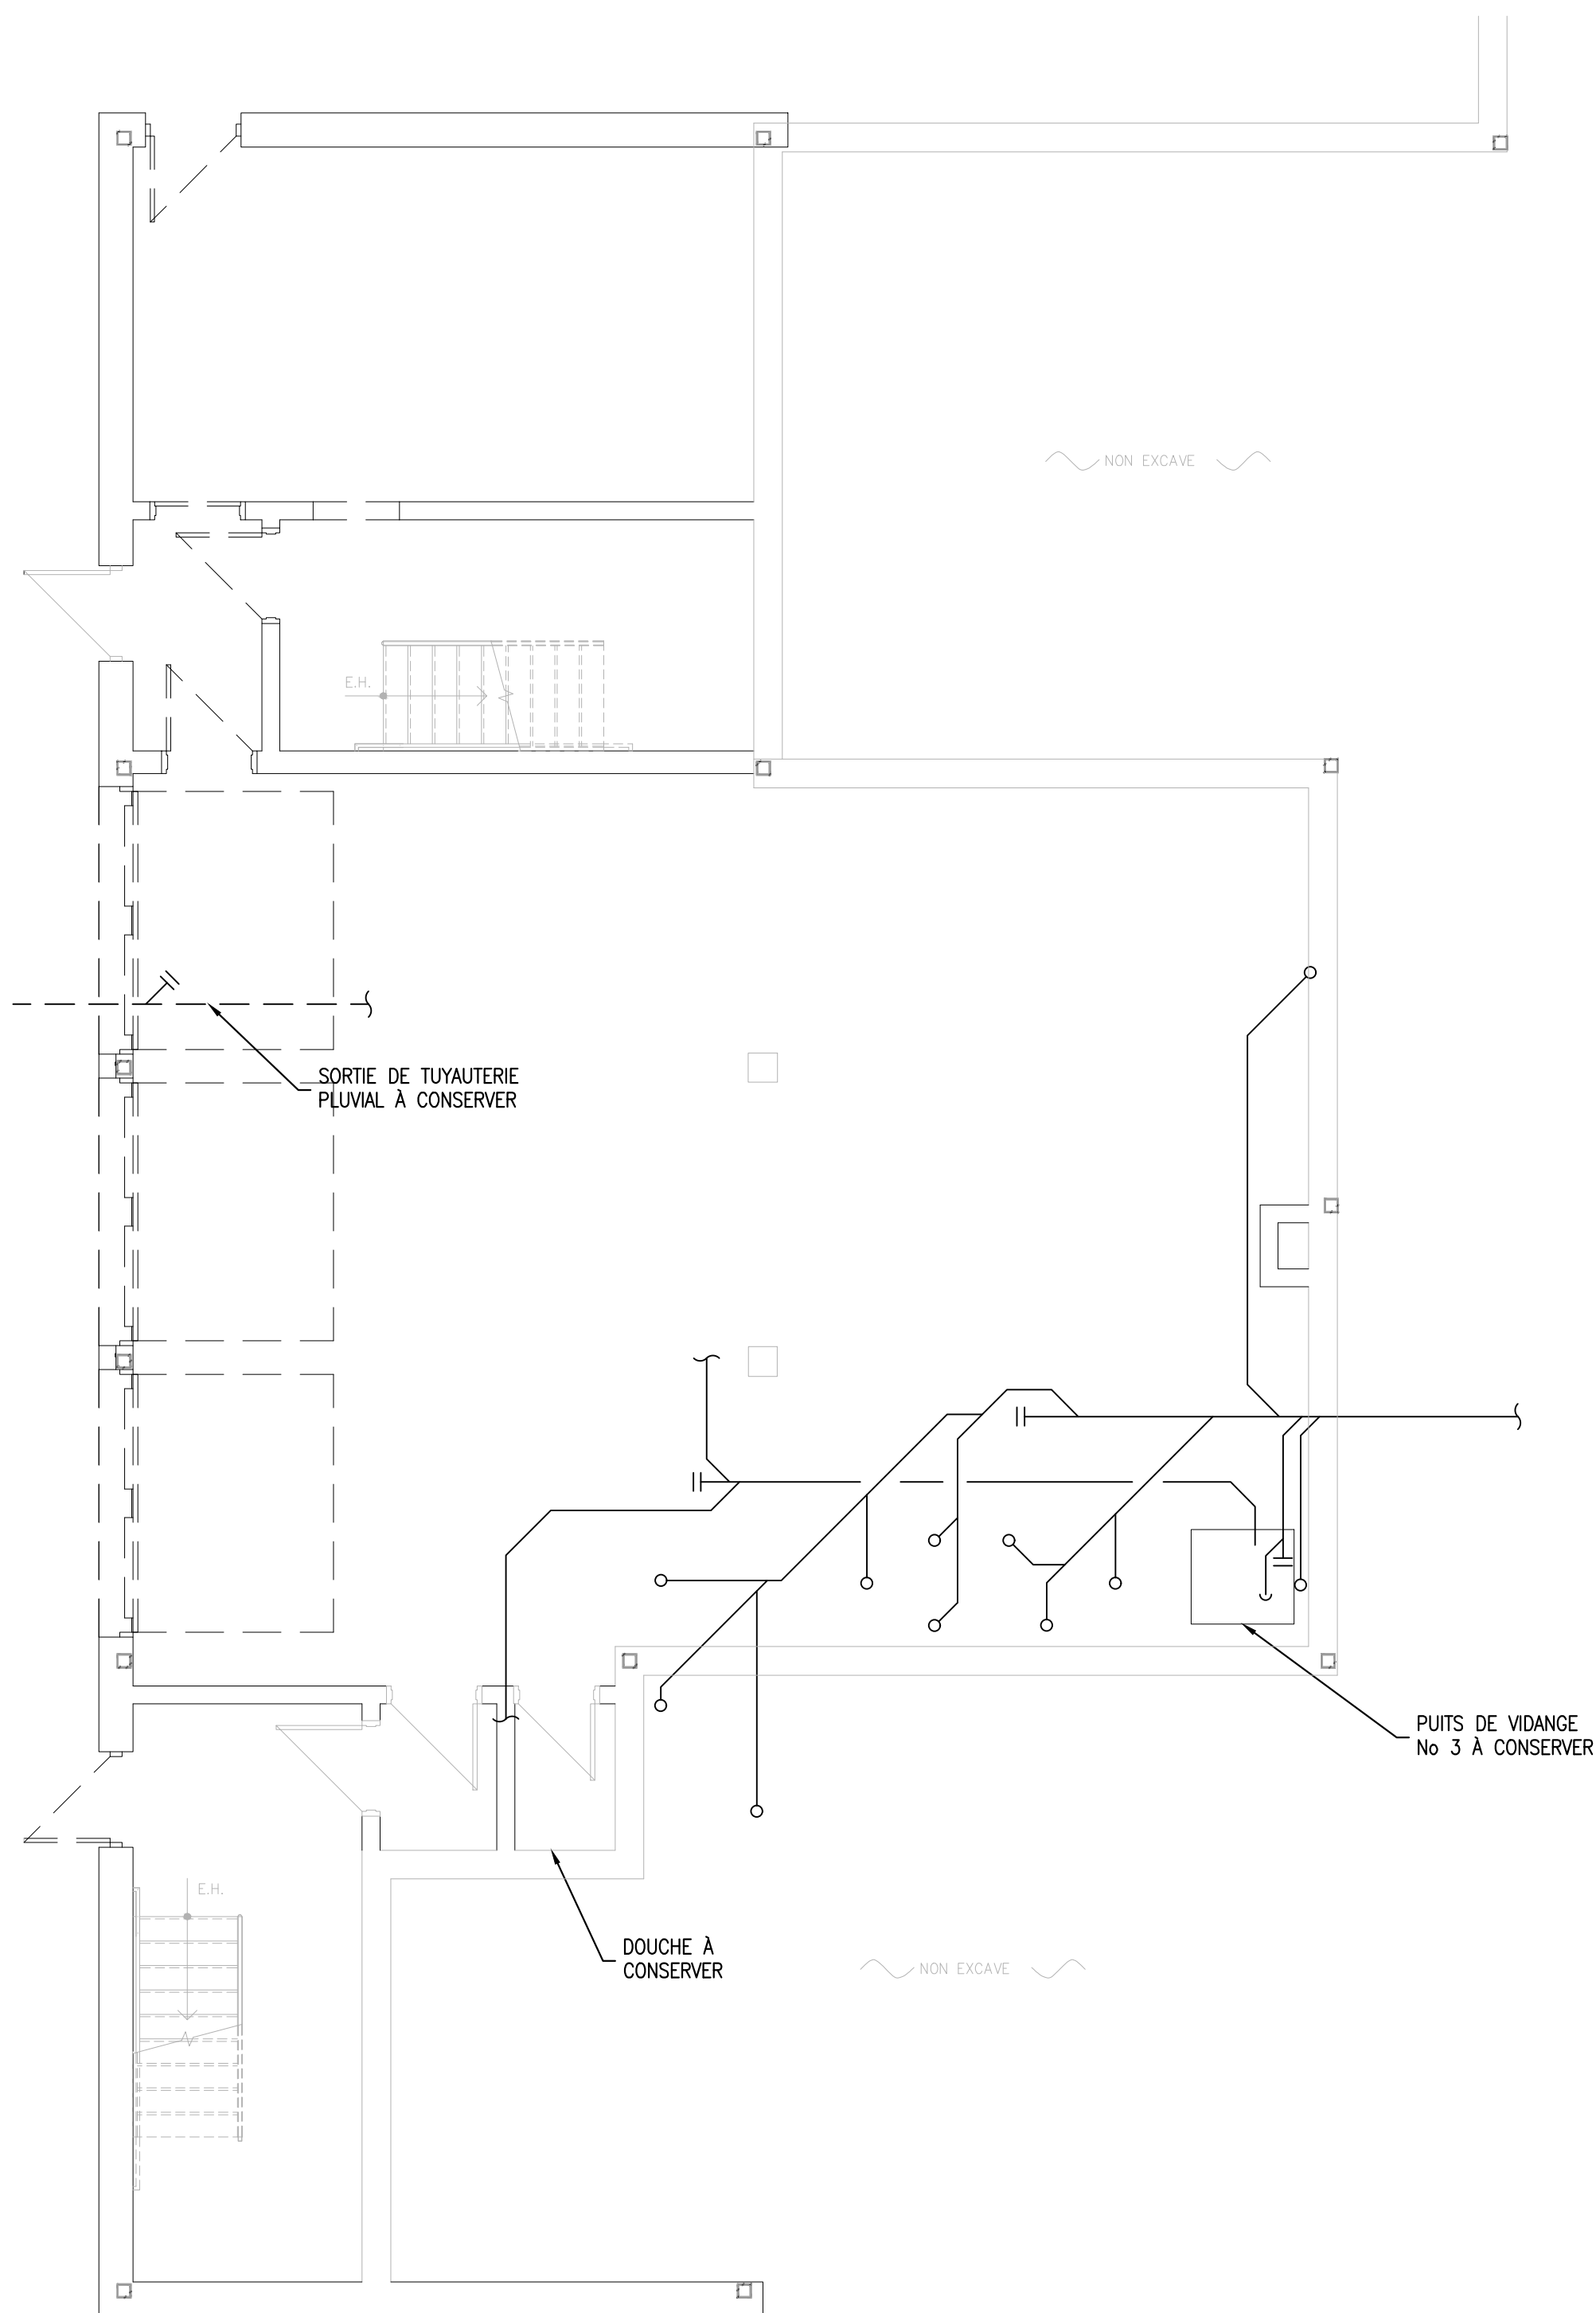 NON EXCAVE
E.H.
SORTIE DE TUYAUTERIE
PLUVIAL À CONSERVER
PUITS DE VIDANGE
No 3 À CONSERVER
E.H.
DOUCHE À
CONSERVER
NON EXCAVE